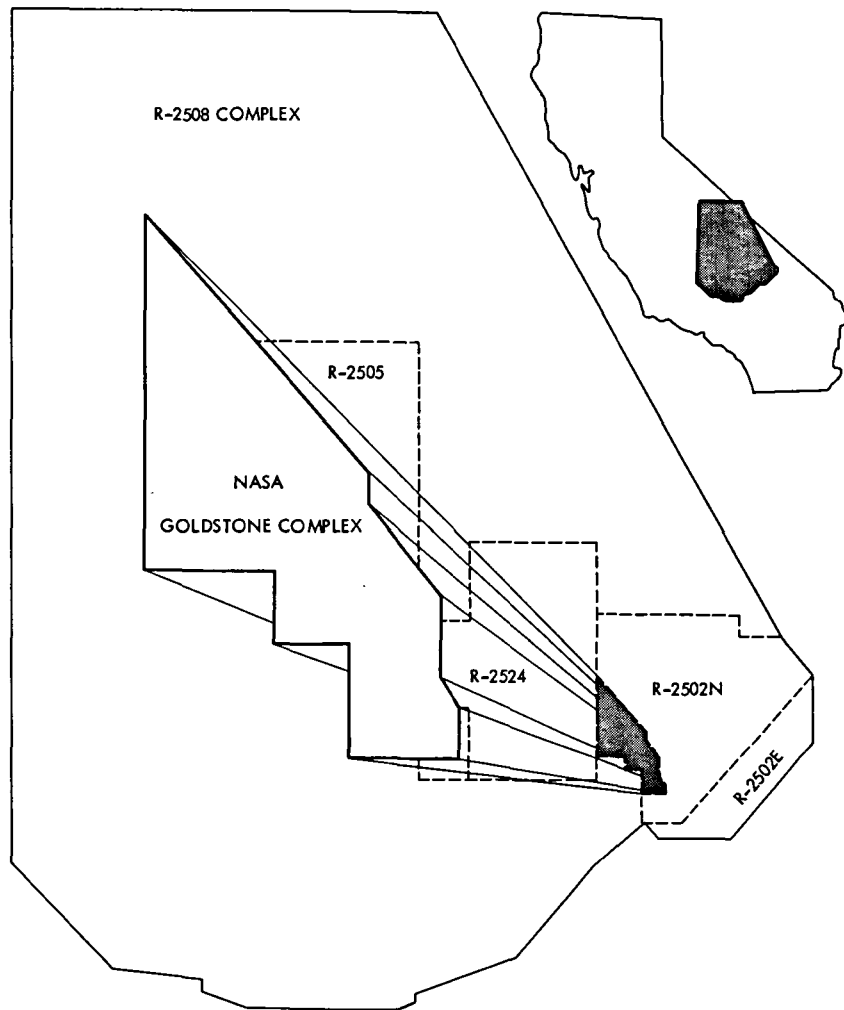 R-2508 COMPLEX
R-2505
NASA
GOLDSTONE COMPLEX
R-2524
R-2502N
R-2502E